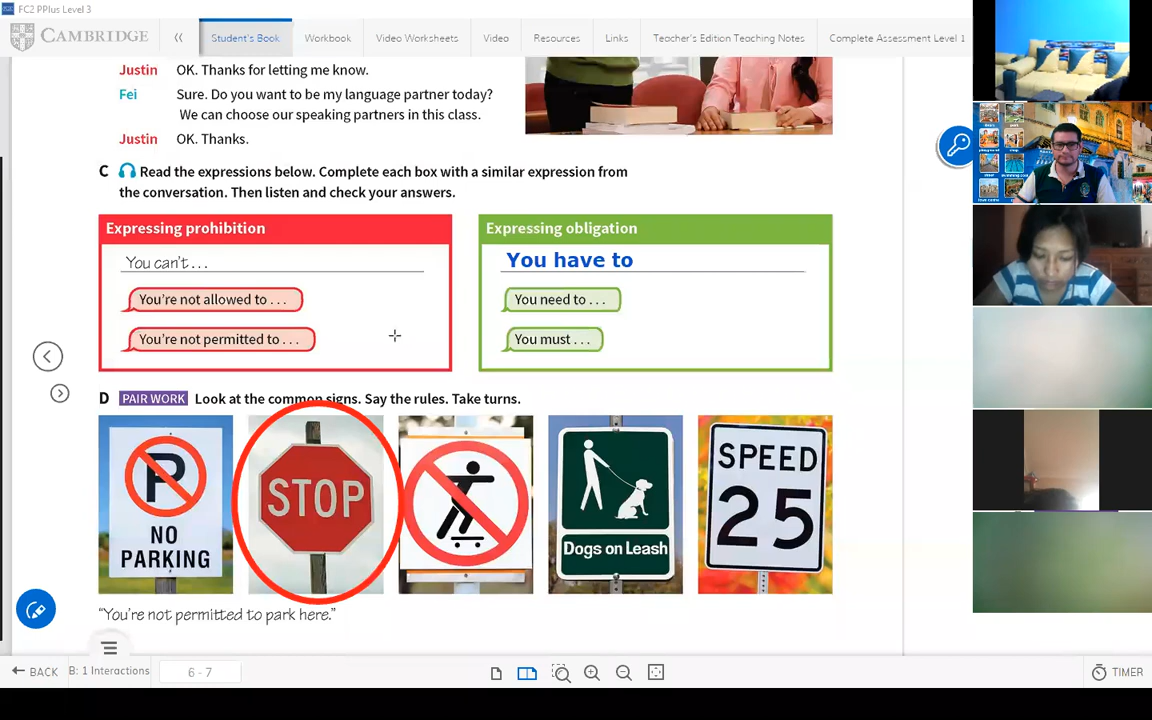 FC2 PPlus Level 3
CAMBRIDGE
Student's Book
Workbook
Video Worksheets
Video
Resources
Links
Teacher's Edition Teaching Notes
Complete Assessment Level 1
Justin OK. Thanks for letting me know.
Fei Sure. Do you want to be my language partner today?
We can choose our speaking partners in this class.
Justin OK. Thanks.
C Read the expressions below. Complete each box with a similar expression from
the conversation. Then listen and check your answers.
Expressing prohibition
You can't . . .
You're not allowed to . . .
You're not permitted to . . .
Expressing obligation
You have to
You need to . . .
You must . . .
D PAIR WORK Look at the common signs. Say the rules. Take turns.
P
NO
PARKING
STOP
Dogs on Leash
SPEED
25
"You're not permitted to park here."
BACK
B: 1 Interactions
6 - 7
TIMER